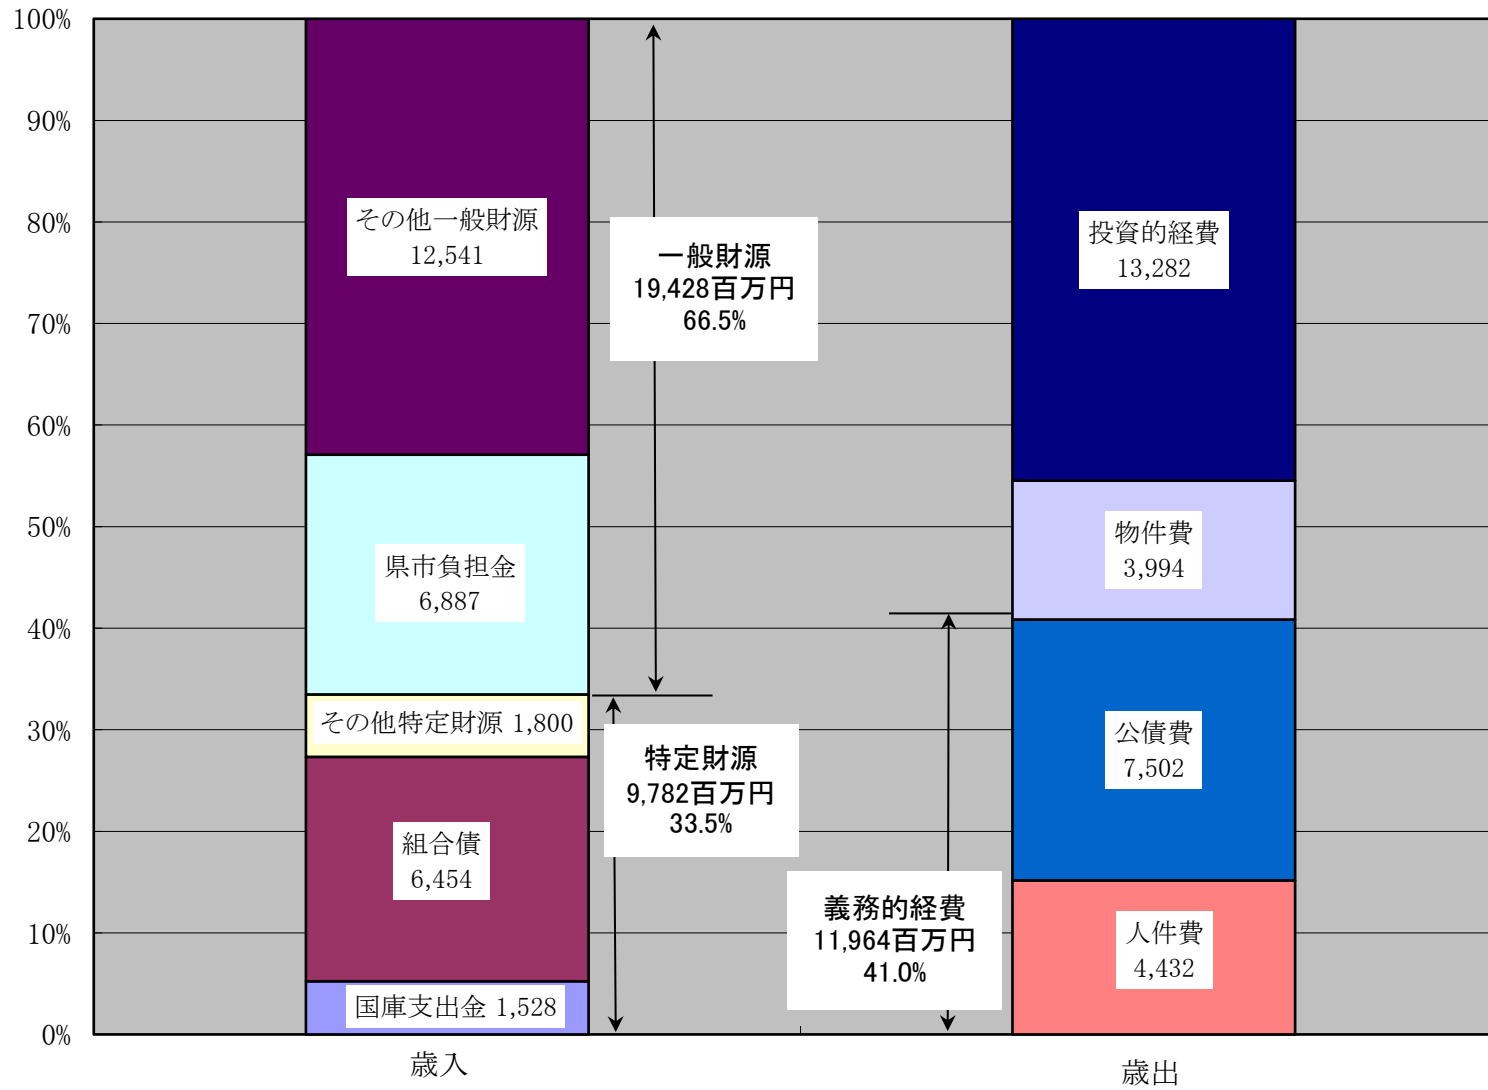 100%
90%
80%
70%
60%
50%
40%
30%
20%
10%
0%
その他一般財源
12,541
県市負担金
6,887
その他特定財源 1,800
組合債
6,454
国庫支出金 1,528
歳入
一般財源
19,428百万円
66.5%
特定財源
9,782百万円
33.5%
義務的経費
11,964百万円
41.0%
投資的経費
13,282
物件費
3,994
公債費
7,502
人件費
4,432
歳出